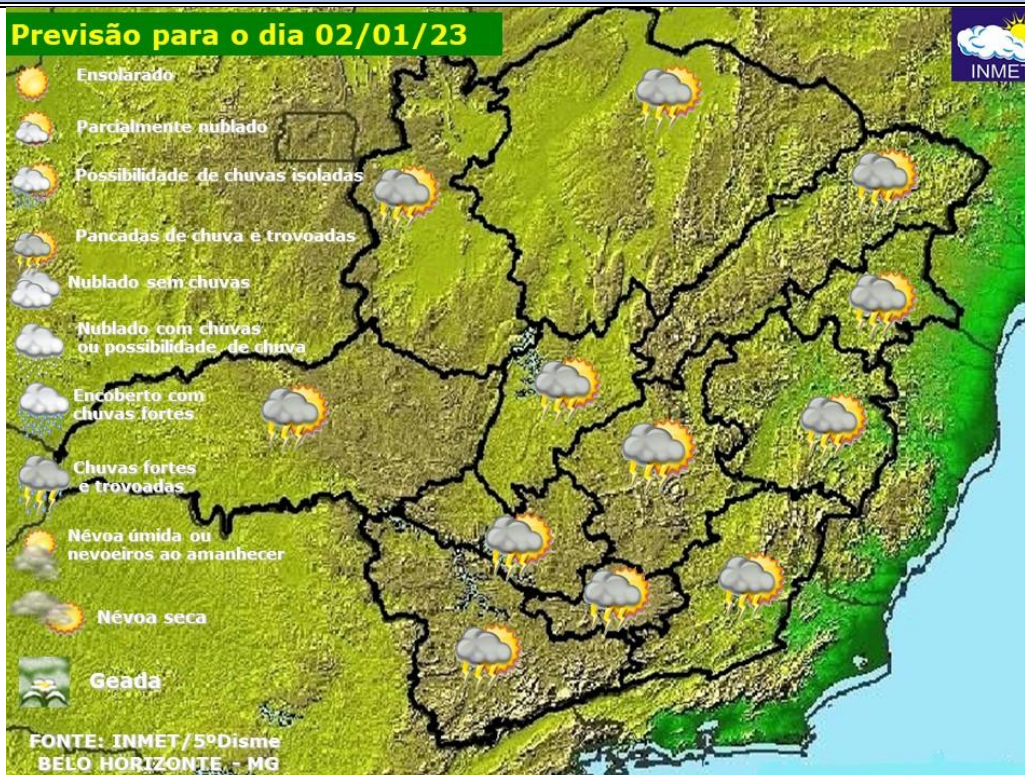 Previsão para o dia 02/01/23
INMET
Ensolarado
Parcialmente nublado
Possibilidade de chuvas isoladas
Pancadas de chuva e trovoadas
Nublado sem chuvas
Nublado com chuvas
ou possibilidade de chuva
Encoberto com
chuvas fortes
Chuvas fortes
e trovoadas
Névoa úmida ou
nevoeiros ao amanhecer
Névoa seca
Geada
FONTE: INMET/5ºDisme
BELO HORIZONTE - MG